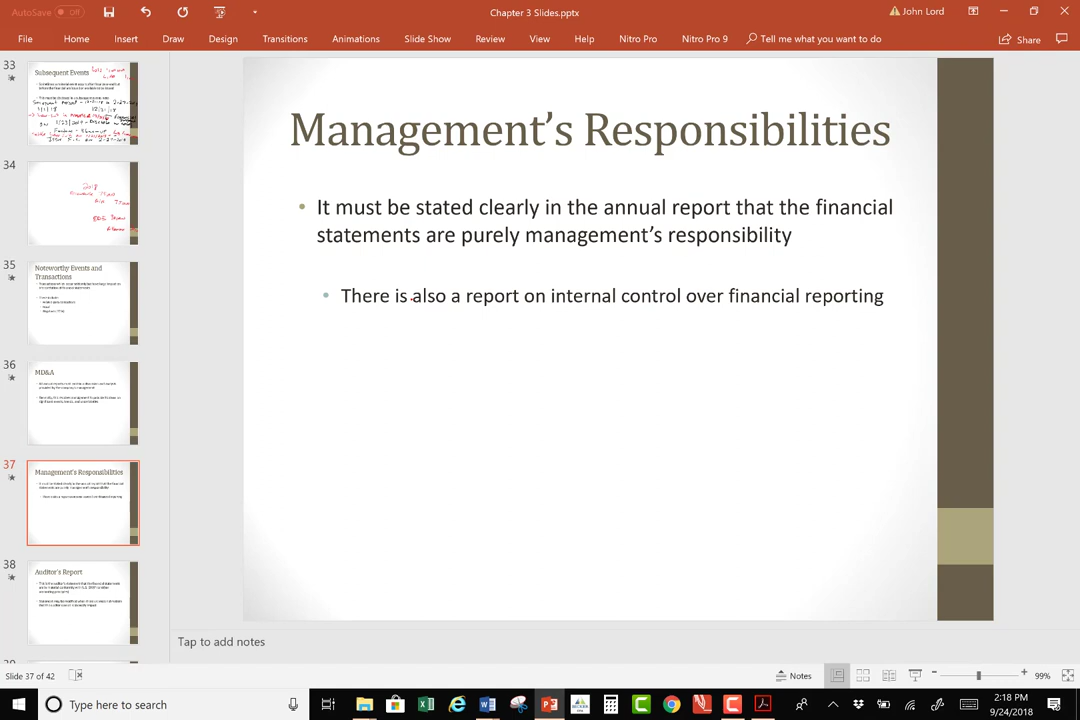 AutoSave Off
Chapter 3 Slides.pptx
John Lord
File Home Insert Draw Design Transitions Animations Slide Show Review View Help Nitro Pro Nitro Pro 9 Tell me what you want to do Share
33
Subsequent Events
34
2018
35
Noteworthy Events and
Transactions
36
MD&A
37
Management's Responsibilities
38
Auditor's Report
Management's Responsibilities
• It must be stated clearly in the annual report that the financial
statements are purely management's responsibility
• There is also a report on internal control over financial reporting
Tap to add notes
Slide 37 of 42
Notes
99%
Type here to search
2:18 PM
9/24/2018